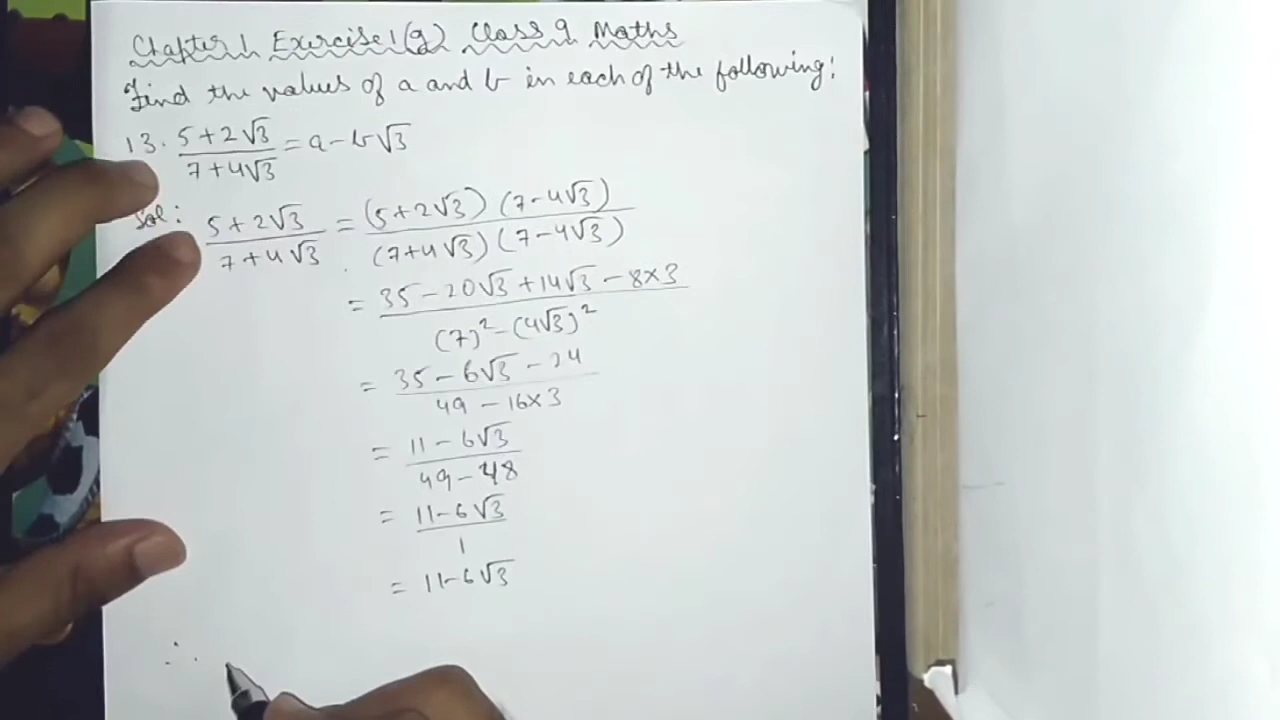 Chapter 1 Exercise 1(g) Class 9 Maths
Find the values of a and b in each of the following:
13. (5+2√3)/(7+4√3) = a-b√3
Sol: (5+2√3)/(7+4√3) = (5+2√3)(7-4√3)/(7+4√3)(7-4√3)
= (35-20√3+14√3-8×3)/((7)²-(4√3)²)
= (35-6√3-24)/(49-16×3)
= (11-6√3)/(49-48)
= (11-6√3)/1
= 11-6√3
∴